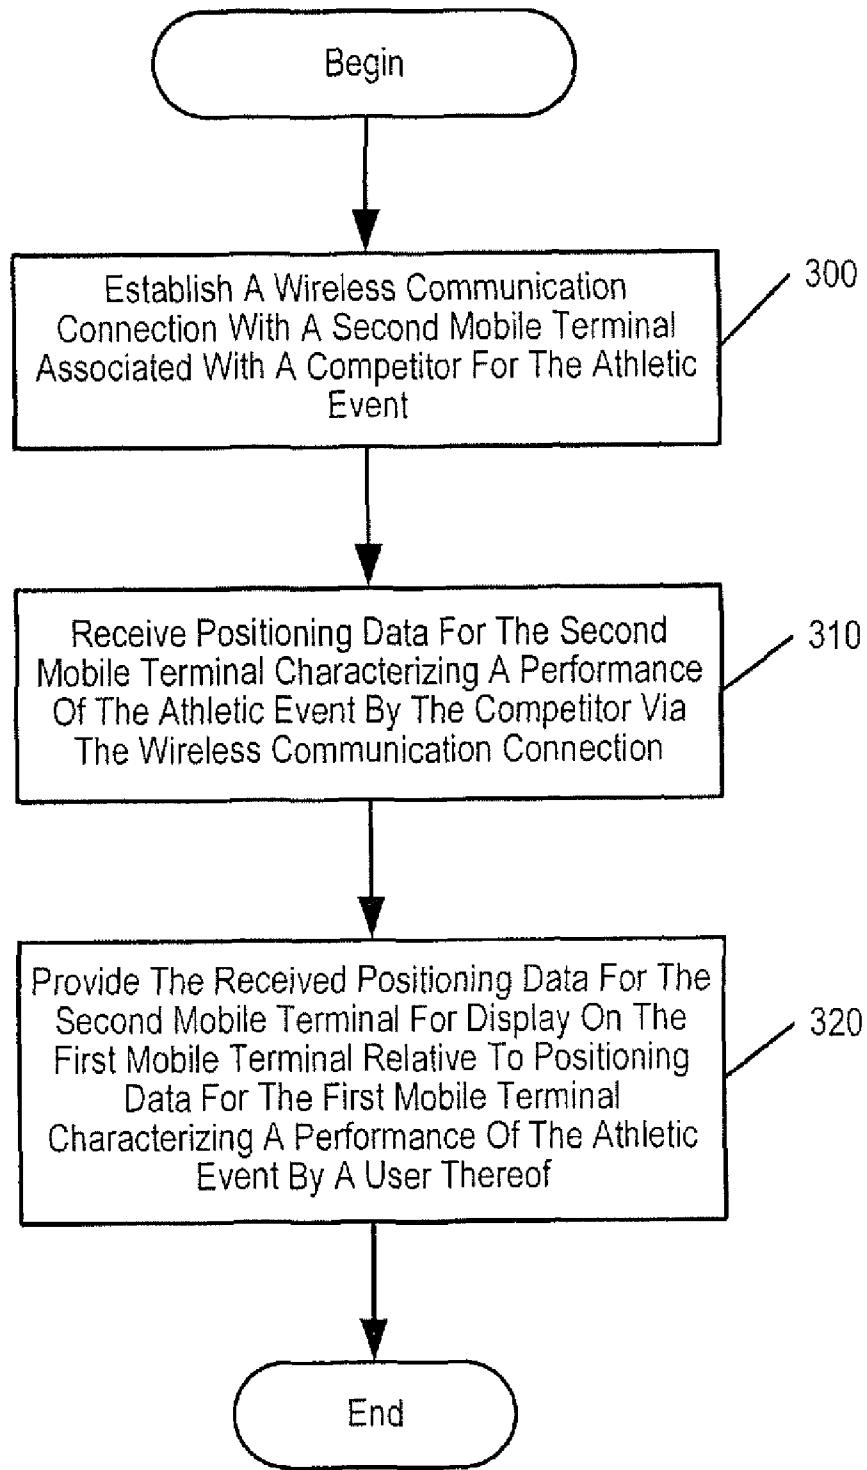 Begin
Establish A Wireless Communication
Connection With A Second Mobile Terminal
Associated With A Competitor For The Athletic
Event
300
Receive Positioning Data For The Second
Mobile Terminal Characterizing A Performance
Of The Athletic Event By The Competitor Via
The Wireless Communication Connection
310
Provide The Received Positioning Data For The
Second Mobile Terminal For Display On The
First Mobile Terminal Relative To Positioning
Data For The First Mobile Terminal
Characterizing A Performance Of The Athletic
Event By A User Thereof
320
End